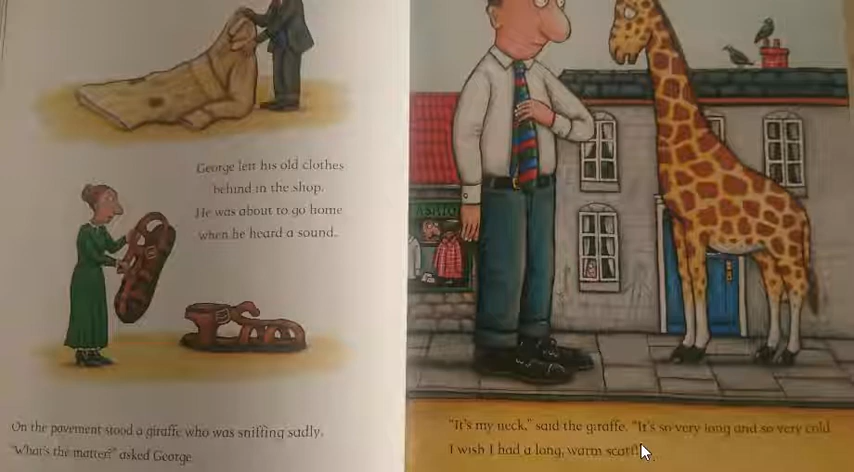 George left his old clothes
behind in the shop.
He was about to go home
when he heard a sound..
On the pavement stood a giraffe who was sniffing sadly.
"What's the matter?" asked George.
"It's my neck," said the giraffe. "It's so very long and so very cold
I wish I had a long, warm scarf!